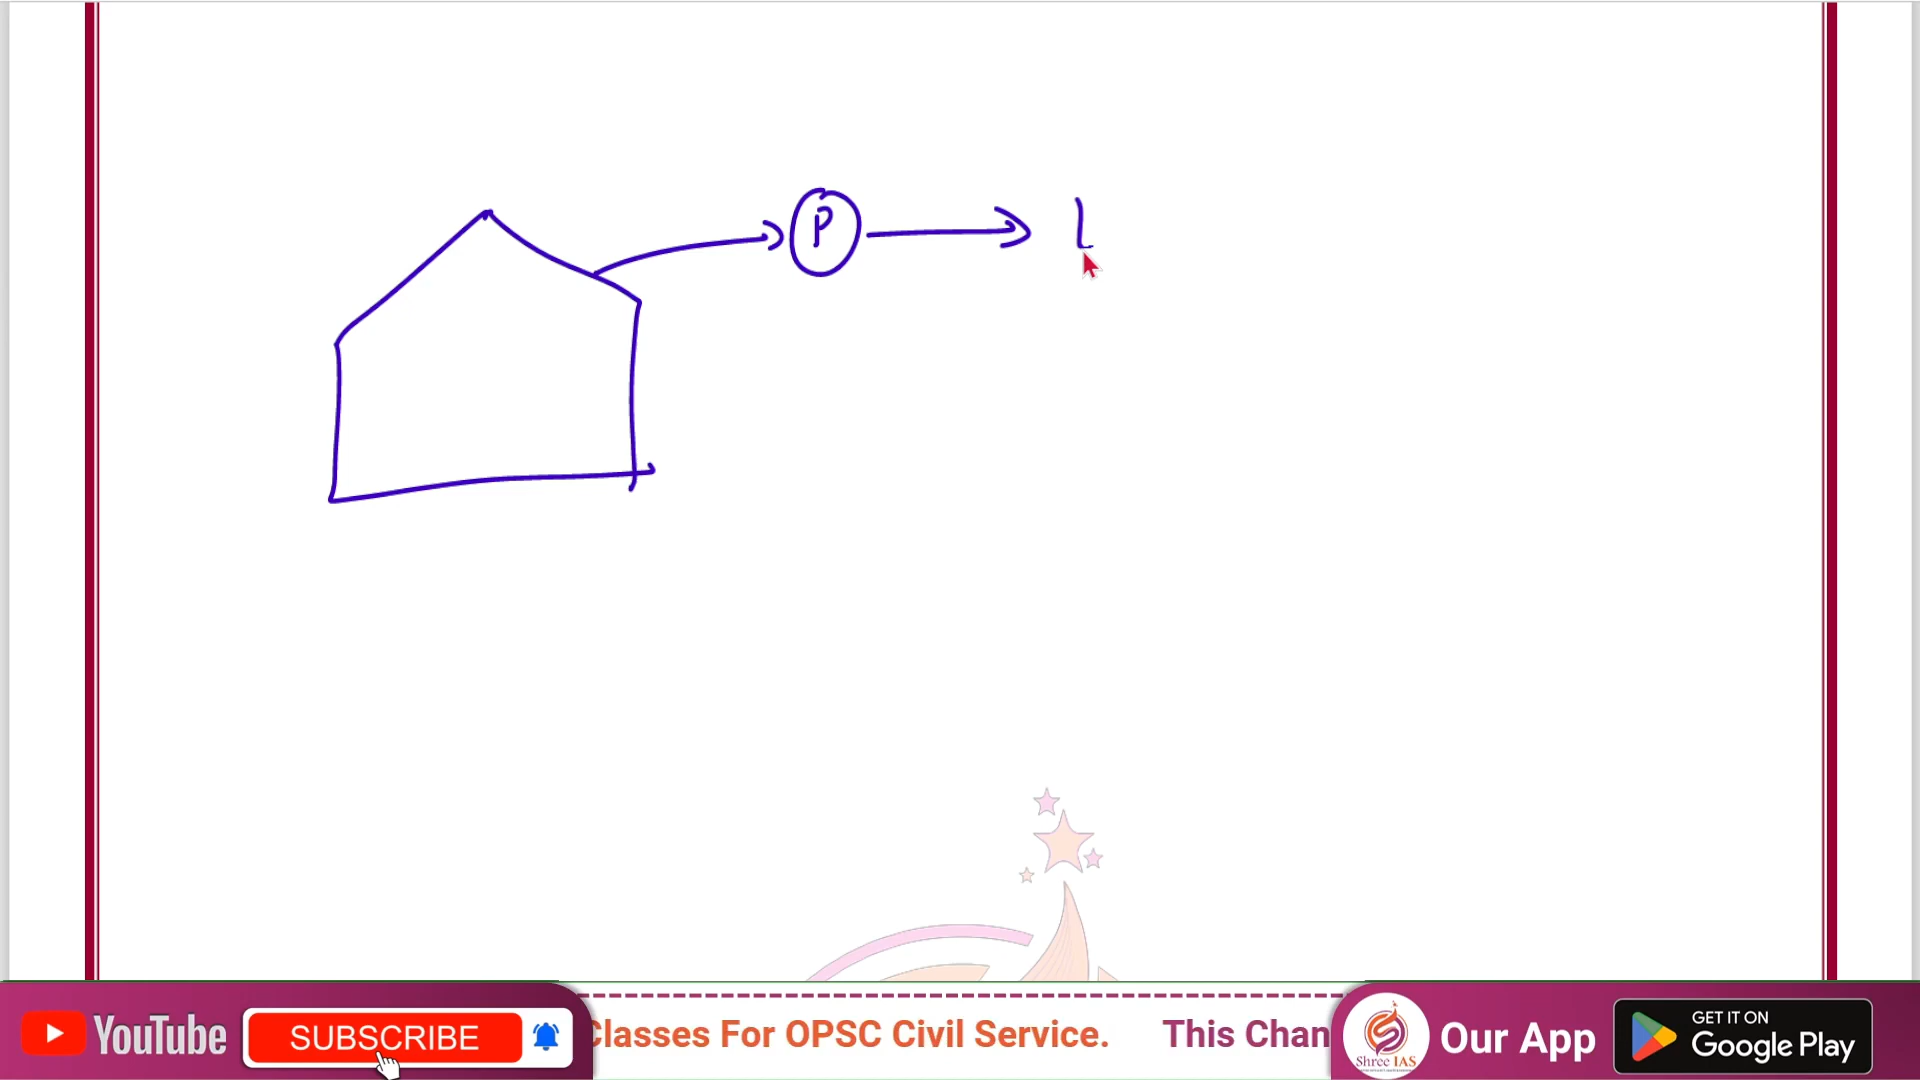 P
L
YouTube
SUBSCRIBE
Classes For OPSC Civil Service. This Chan
Shree IAS
Our App
GET IT ON
Google Play